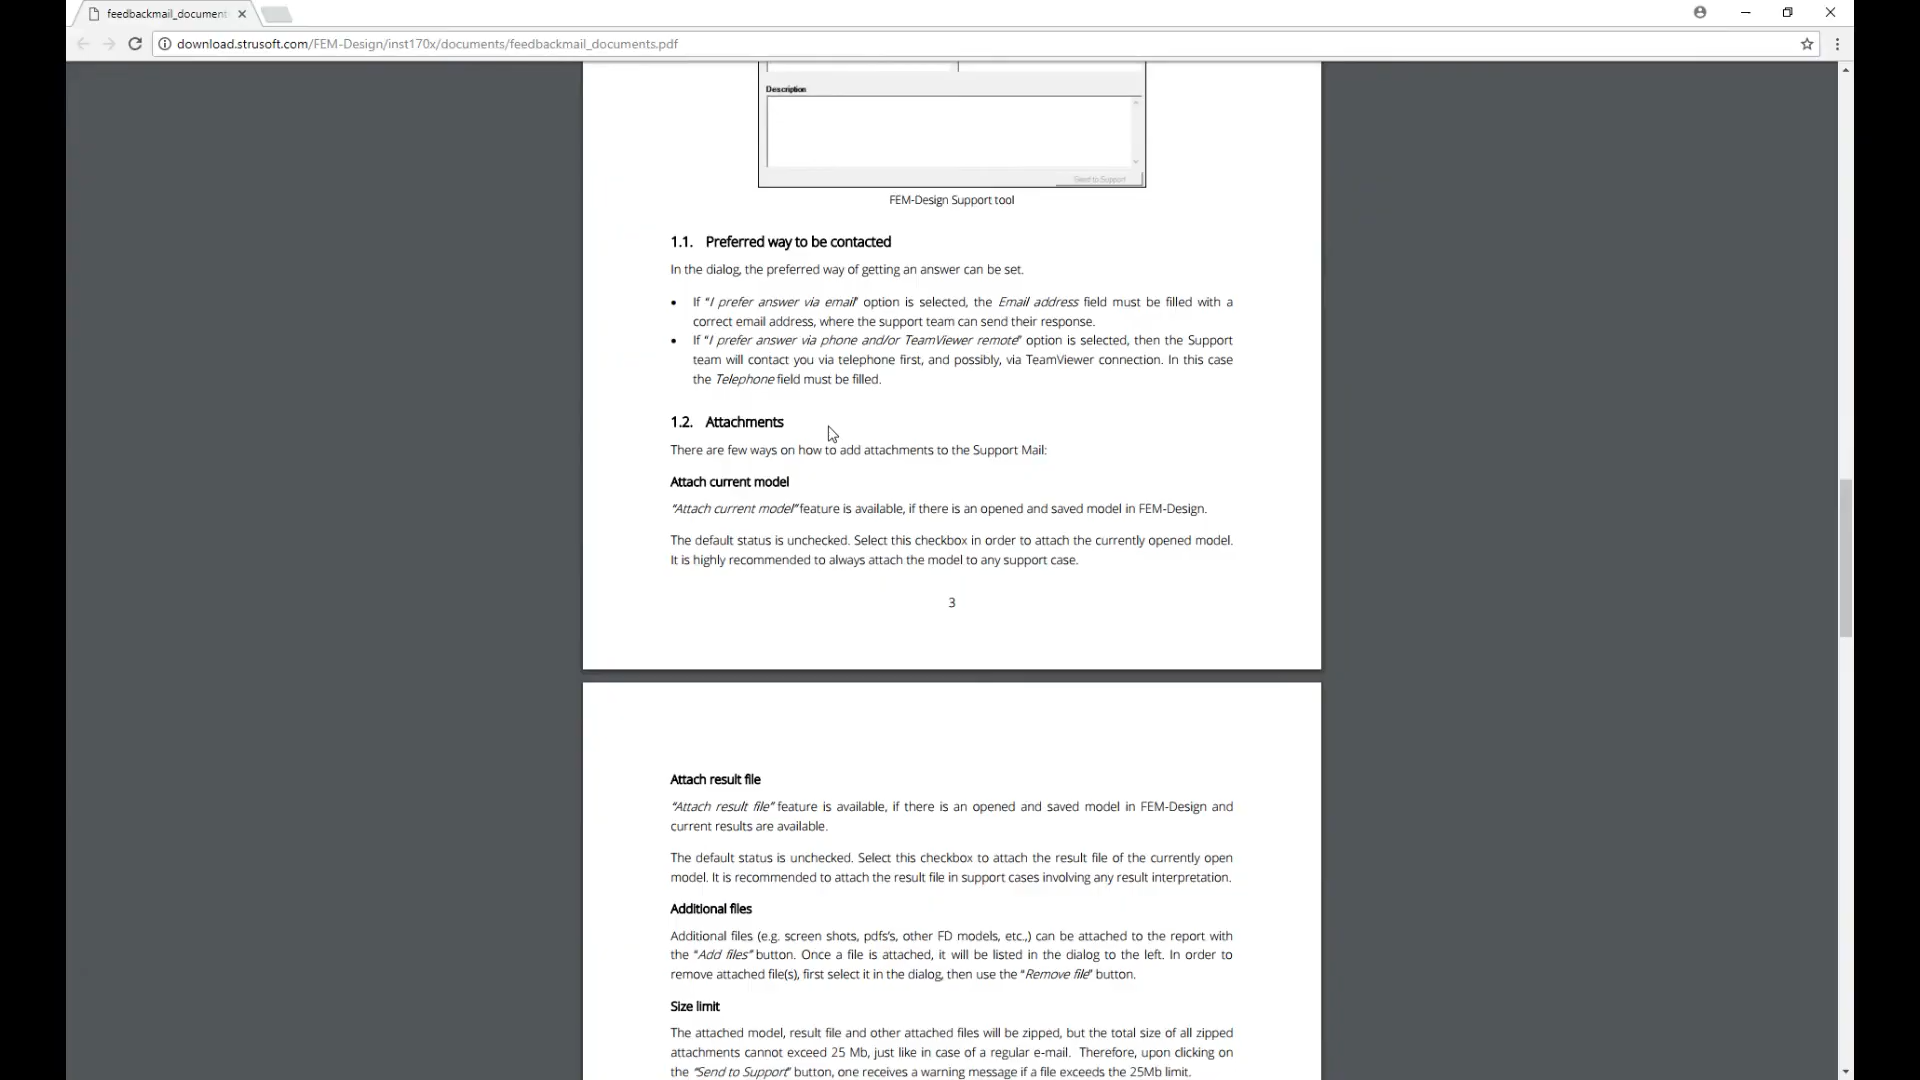 feedbackmail_document
download.strusoft.com/FEM-Design/inst170x/documents/feedbackmail_documents.pdf
Description
Send to Support
FEM-Design Support tool
1.1. Preferred way to be contacted
In the dialog, the preferred way of getting an answer can be set.
• If “I prefer answer via email” option is selected, the Email address field must be filled with a
correct email address, where the support team can send their response.
• If “I prefer answer via phone and/or TeamViewer remote” option is selected, then the Support
team will contact you via telephone first, and possibly, via TeamViewer connection. In this case
the Telephone field must be filled.
1.2. Attachments
There are few ways on how to add attachments to the Support Mail:
Attach current model
“Attach current model” feature is available, if there is an opened and saved model in FEM-Design.
The default status is unchecked. Select this checkbox in order to attach the currently opened model.
It is highly recommended to always attach the model to any support case.
3
Attach result file
“Attach result file” feature is available, if there is an opened and saved model in FEM-Design and
current results are available.
The default status is unchecked. Select this checkbox to attach the result file of the currently open
model. It is recommended to attach the result file in support cases involving any result interpretation.
Additional files
Additional files (e.g. screen shots, pdfs’s, other FD models, etc.,) can be attached to the report with
the “Add files” button. Once a file is attached, it will be listed in the dialog to the left. In order to
remove attached file(s), first select it in the dialog, then use the “Remove file” button.
Size limit
The attached model, result file and other attached files will be zipped, but the total size of all zipped
attachments cannot exceed 25 Mb, just like in case of a regular e-mail. Therefore, upon clicking on
the “Send to Support” button, one receives a warning message if a file exceeds the 25Mb limit.